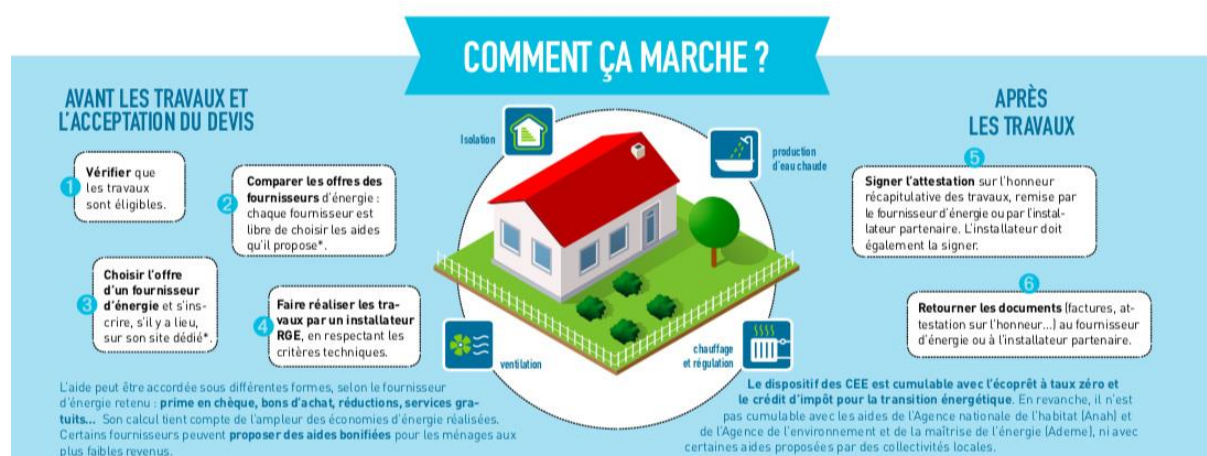 COMMENT ÇA MARCHE ?
AVANT LES TRAVAUX ET
L'ACCEPTATION DU DEVIS
1
Vérifier que
les travaux
sont éligibles.
2
Comparer les offres des
fournisseurs d'énergie :
chaque fournisseur est
libre de choisir les aides
qu'il propose*.
3
Choisir l'offre
d'un fournisseur
d'énergie et s'ins-
crire, s'il y a lieu,
sur son site dédié*.
4
Faire réaliser les tra-
vaux par un installateur
RGE, en respectant les
critères techniques.
L'aide peut être accordée sous différentes formes, selon le fournisseur
d'énergie retenu : prime en chèque, bons d'achat, réductions, services gra-
tuits... Son calcul tient compte de l'ampleur des économies d'énergie réalisées.
Certains fournisseurs peuvent proposer des aides bonifiées pour les ménages aux
plus faibles revenus.
Isolation
production
d'eau chaude
ventilation
chauffage
et régulation
APRÈS
LES TRAVAUX
5
Signer l'attestation sur l'honneur
récapitulative des travaux, remise par
le fournisseur d'énergie ou par l'instal-
lateur partenaire. L'installateur doit
également la signer.
6
Retourner les documents (factures, at-
testation sur l'honneur...) au fournisseur
d'énergie ou à l'installateur partenaire.
Le dispositif des CEE est cumulable avec l'écoprêt à taux zéro et
le crédit d'impôt pour la transition énergétique. En revanche, il n'est
pas cumulable avec les aides de l'Agence nationale de l'habitat (Anah) et
de l'Agence de l'environnement et de la maîtrise de l'énergie (Ademe), ni avec
certaines aides proposées par des collectivités locales.